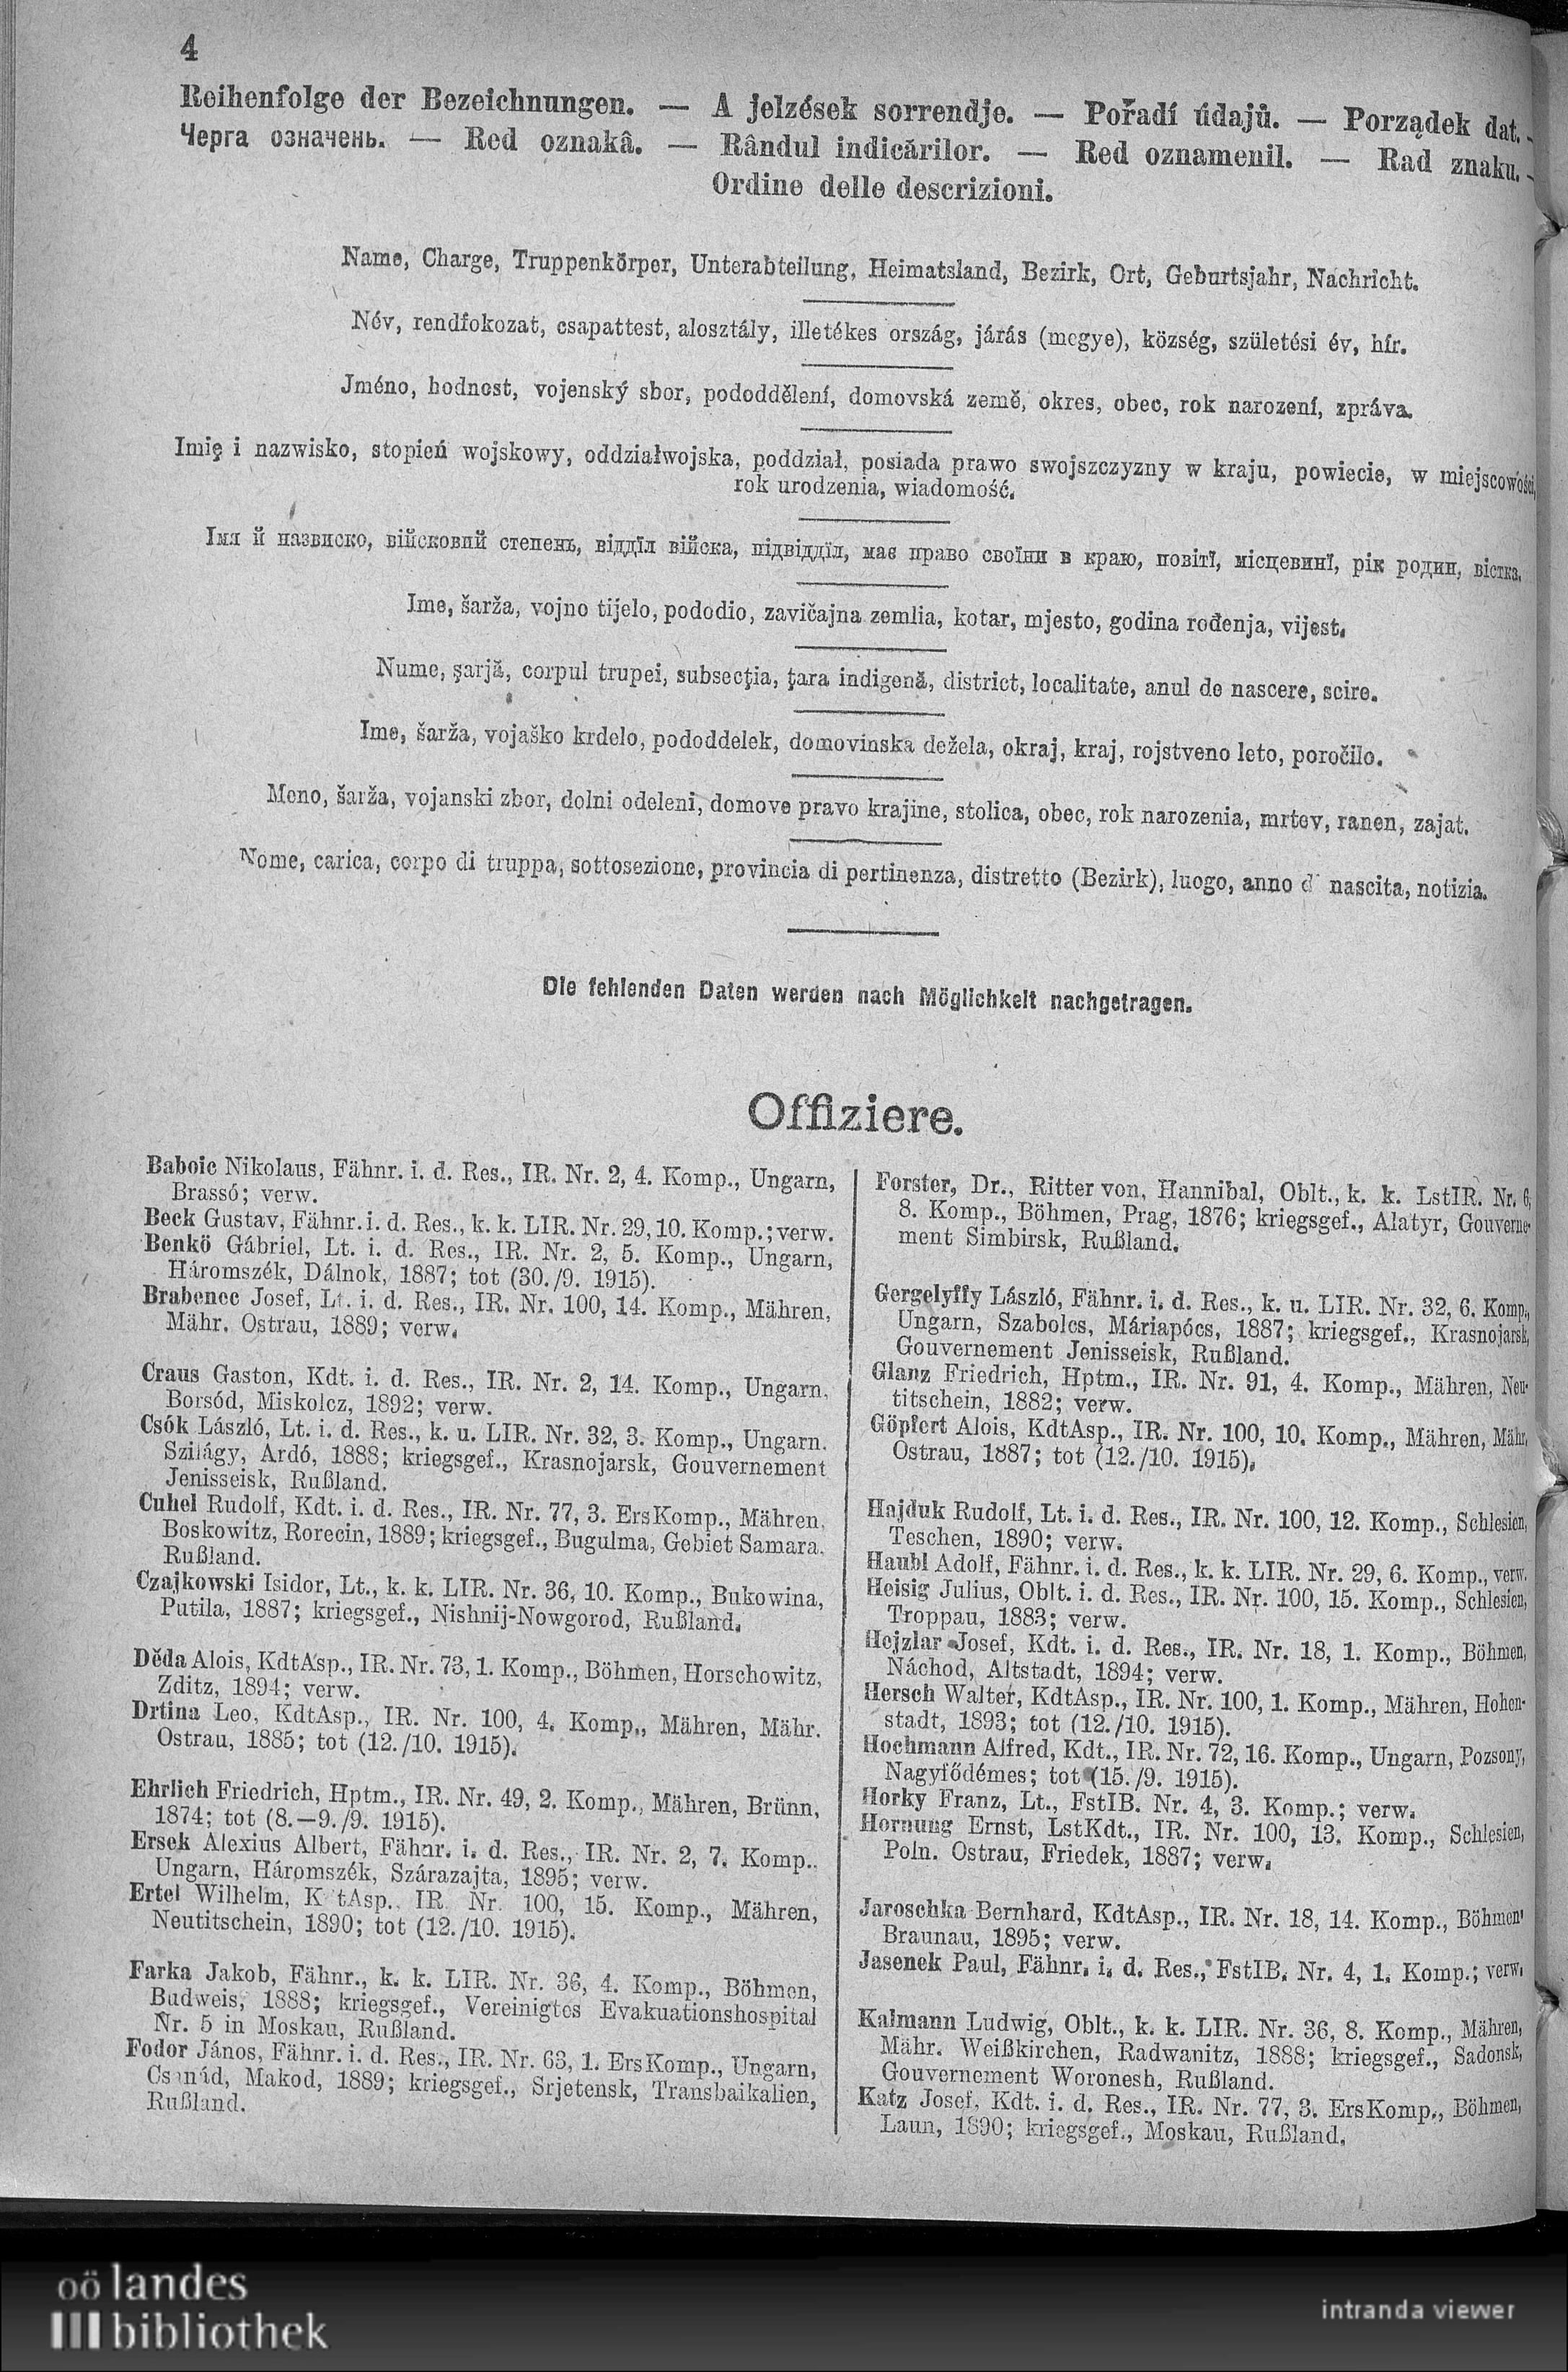 4
Reihenfolge der Bezeichnungen. — A jelzések sorrendje. — Pořadí údajů. — Porządek dat. —
Черга означень. — Red oznakâ. — Rândul indicărilor. — Red oznamenil. — Rad znaku. —
Ordine delle descrizioni.
Name, Charge, Truppenkörper, Unterabteilung, Heimatsland, Bezirk, Ort, Geburtsjahr, Nachricht.
Név, rendfokozat, csapattest, alosztály, illetékes ország, járás (megye), község, születési év, hír.
Jméno, hodnost, vojenský sbor, pododdělení, domovská země, okres, obec, rok narození, zpráva.
Imię i nazwisko, stopień wojskowy, oddziałwojska, poddział, posiada prawo swojszczyzny w kraju, powiecie, w miejscowości,
rok urodzenia, wiadomość.
Імя й назвиско, військовий степень, віддїл війска, підвіддїл, має право своїни в краю, повітї, місцевинї, рік родин, вістка.
Ime, šarža, vojno tijelo, pododio, zavičajna zemlia, kotar, mjesto, godina rođenja, vijest.
Nume, şarjă, corpul trupei, subsecţia, ţara indigenă, district, localitate, anul de nascere, scire.
Ime, šarža, vojaško krdelo, pododdelek, domovinska dežela, okraj, kraj, rojstveno leto, poročilo.
Meno, šarža, vojanski zbor, dolni odeleni, domove pravo krajine, stolica, obec, rok narozenia, mrtev, ranen, zajat.
Nome, carica, corpo di truppa, sottosezione, provincia di pertinenza, distretto (Bezirk), luogo, anno d' nascita, notizia.
Die fehlenden Daten werden nach Möglichkeit nachgetragen.
Offiziere.
Baboic Nikolaus, Fähnr. i. d. Res., IR. Nr. 2, 4. Komp., Ungarn,
Brassó; verw.
Beck Gustav, Fähnr. i. d. Res., k. k. LIR. Nr. 29, 10. Komp.; verw.
Benkö Gábriel, Lt. i. d. Res., IR. Nr. 2, 5. Komp., Ungarn,
Háromszék, Dálnok, 1887; tot (30./9. 1915).
Brabenec Josef, Lt. i. d. Res., IR. Nr. 100, 14. Komp., Mähren,
Mähr. Ostrau, 1889; verw.
Craus Gaston, Kdt. i. d. Res., IR. Nr. 2, 14. Komp., Ungarn,
Borsód, Miskolcz, 1892; verw.
Csók László, Lt. i. d. Res., k. u. LIR. Nr. 32, 3. Komp., Ungarn.
Szilágy, Ardó, 1888; kriegsgef., Krasnojarsk, Gouvernement
Jenisseisk, Rußland.
Cuhel Rudolf, Kdt. i. d. Res., IR. Nr. 77, 3. ErsKomp., Mähren,
Boskowitz, Rorecin, 1889; kriegsgef., Bugulma, Gebiet Samara.
Rußland.
Czajkowski Isidor, Lt., k. k. LIR. Nr. 36, 10. Komp., Bukowina,
Putila, 1887; kriegsgef., Nishnij-Nowgorod, Rußland.
Děda Alois, KdtAsp., IR. Nr. 73, 1. Komp., Böhmen, Horschowitz,
Zditz, 1894; verw.
Drtina Leo, KdtAsp., IR. Nr. 100, 4. Komp., Mähren, Mähr.
Ostrau, 1885; tot (12./10. 1915).
Ehrlich Friedrich, Hptm., IR. Nr. 49, 2. Komp., Mähren, Brünn,
1874; tot (8.—9./9. 1915).
Ersek Alexius Albert, Fähnr. i. d. Res., IR. Nr. 2, 7. Komp.,
Ungarn, Háromszék, Szárazajta, 1895; verw.
Ertel Wilhelm, K tAsp., IR. Nr. 100, 15. Komp., Mähren,
Neutitschein, 1890; tot (12./10. 1915).
Farka Jakob, Fähnr., k. k. LIR. Nr. 36, 4. Komp., Böhmen,
Budweis, 1888; kriegsgef., Vereinigtes Evakuationshospital
Nr. 5 in Moskau, Rußland.
Fodor János, Fähnr. i. d. Res., IR. Nr. 63, 1. ErsKomp., Ungarn,
Csanád, Makod, 1889; kriegsgef., Srjetensk, Transbaikalien,
Rußland.
Forster, Dr., Ritter von, Hannibal, Oblt., k. k. LstIR. Nr. 6,
8. Komp., Böhmen, Prag, 1876; kriegsgef., Alatyr, Gouverne-
ment Simbirsk, Rußland.
Gergelyffy László, Fähnr. i. d. Res., k. u. LIR. Nr. 32, 6. Komp.,
Ungarn, Szabolcs, Máriapócs, 1887; kriegsgef., Krasnojarsk,
Gouvernement Jenisseisk, Rußland.
Glanz Friedrich, Hptm., IR. Nr. 91, 4. Komp., Mähren, Neu-
titschein, 1882; verw.
Göpfert Alois, KdtAsp., IR. Nr. 100, 10. Komp., Mähren, Mähr.
Ostrau, 1887; tot (12./10. 1915).
Hajduk Rudolf, Lt. i. d. Res., IR. Nr. 100, 12. Komp., Schlesien,
Teschen, 1890; verw.
Haubl Adolf, Fähnr. i. d. Res., k. k. LIR. Nr. 29, 6. Komp., verw.
Heisig Julius, Oblt. i. d. Res., IR. Nr. 100, 15. Komp., Schlesien,
Troppau, 1883; verw.
Hejzlar Josef, Kdt. i. d. Res., IR. Nr. 18, 1. Komp., Böhmen,
Náchod, Altstadt, 1894; verw.
Hersch Walter, KdtAsp., IR. Nr. 100, 1. Komp., Mähren, Hohen-
stadt, 1893; tot (12./10. 1915).
Hochmann Alfred, Kdt., IR. Nr. 72, 16. Komp., Ungarn, Pozsony,
Nagyfödémes; tot (15./9. 1915).
Horky Franz, Lt., FstIB. Nr. 4, 3. Komp.; verw.
Hornung Ernst, LstKdt., IR. Nr. 100, 13. Komp., Schlesien,
Poln. Ostrau, Friedek, 1887; verw.
Jaroschka Bernhard, KdtAsp., IR. Nr. 18, 14. Komp., Böhmen'
Braunau, 1895; verw.
Jasenek Paul, Fähnr. i. d. Res., FstIB. Nr. 4, 1. Komp.; verw.
Kalmann Ludwig, Oblt., k. k. LIR. Nr. 36, 8. Komp., Mähren,
Mähr. Weißkirchen, Radwanitz, 1888; kriegsgef., Sadonsk,
Gouvernement Woronesh, Rußland.
Katz Josef, Kdt. i. d. Res., IR. Nr. 77, 3. ErsKomp., Böhmen,
Laun, 1890; kriegsgef., Moskau, Rußland.
oö landes
bibliothek
intranda viewer